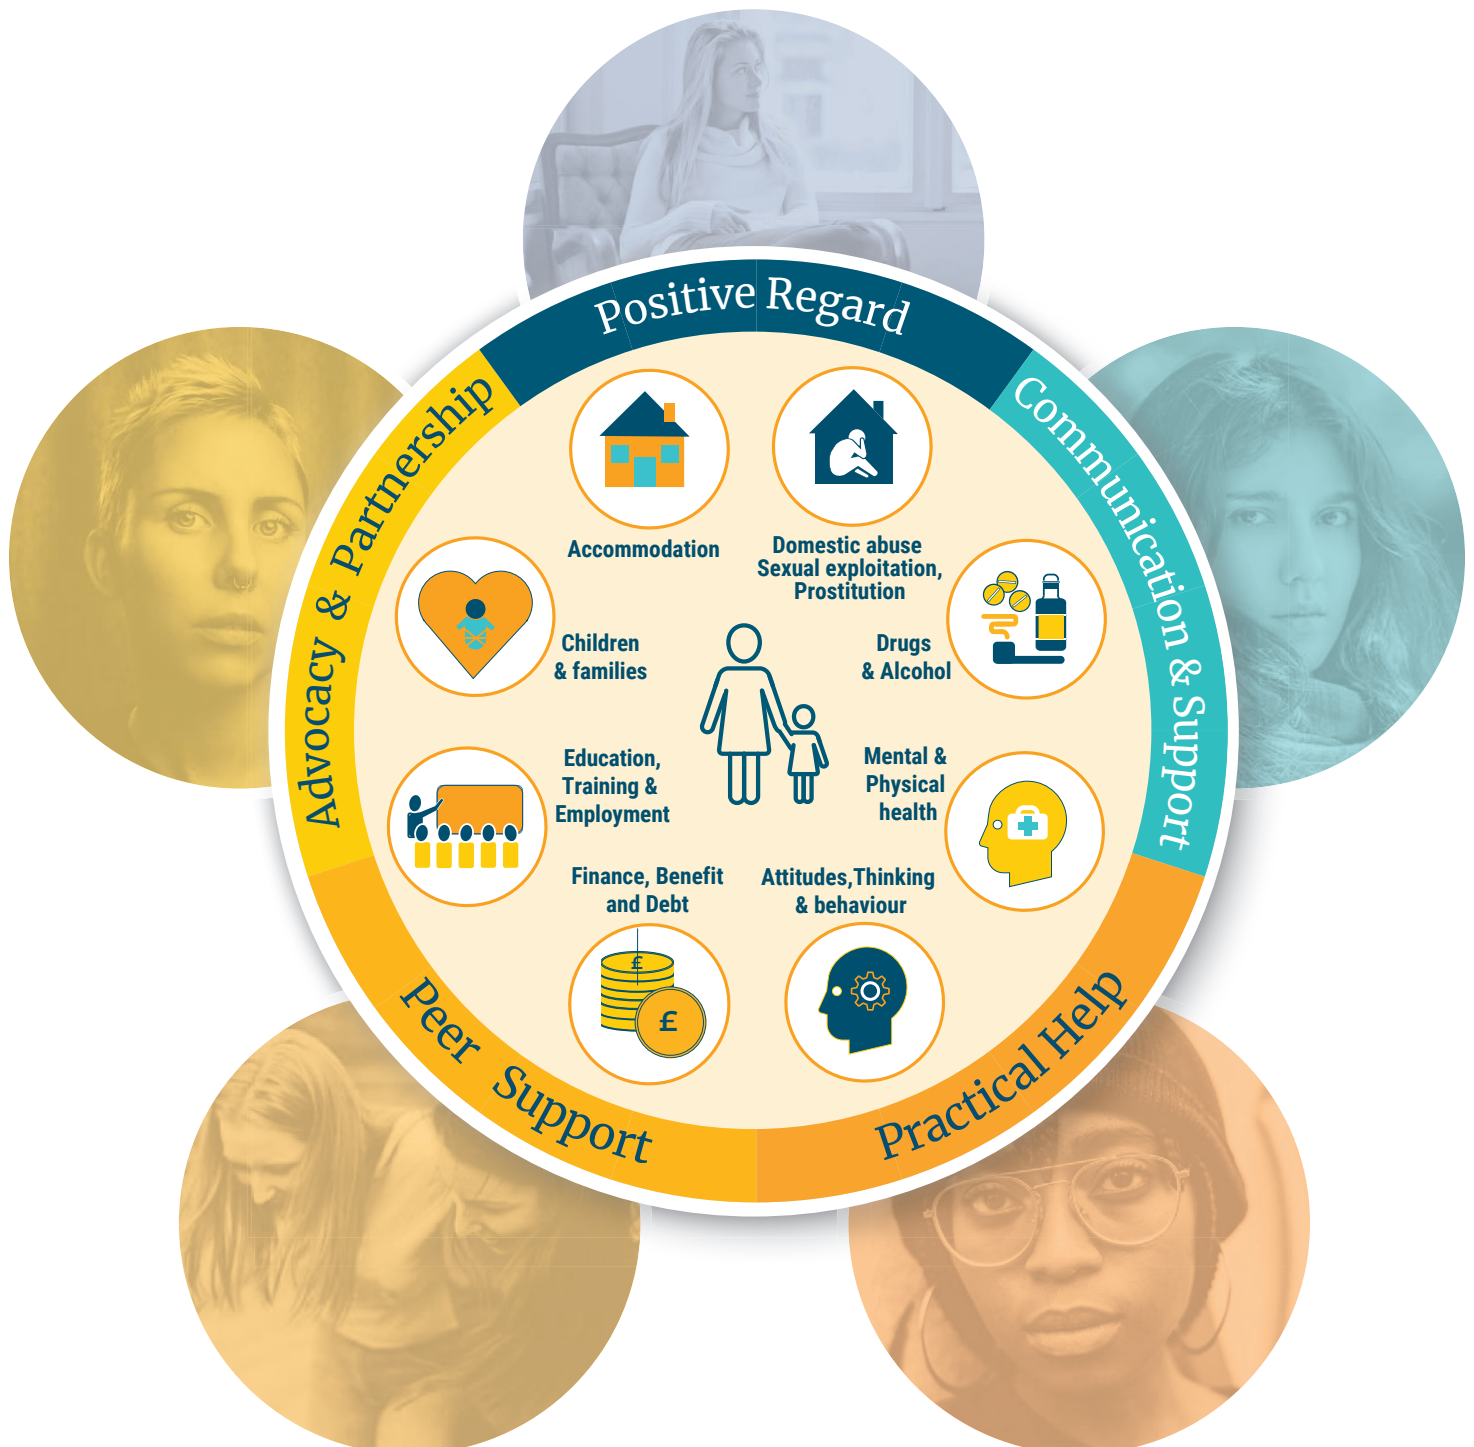 Positive Regard
Communication & Support
Practical Help
Peer Support
Advocacy & Partnership
Accommodation
Domestic abuse
Sexual exploitation,
Prostitution
Children
& families
Drugs
& Alcohol
Education,
Training &
Employment
Mental &
Physical
health
Finance, Benefit
and Debt
Attitudes,Thinking
& behaviour
£
£